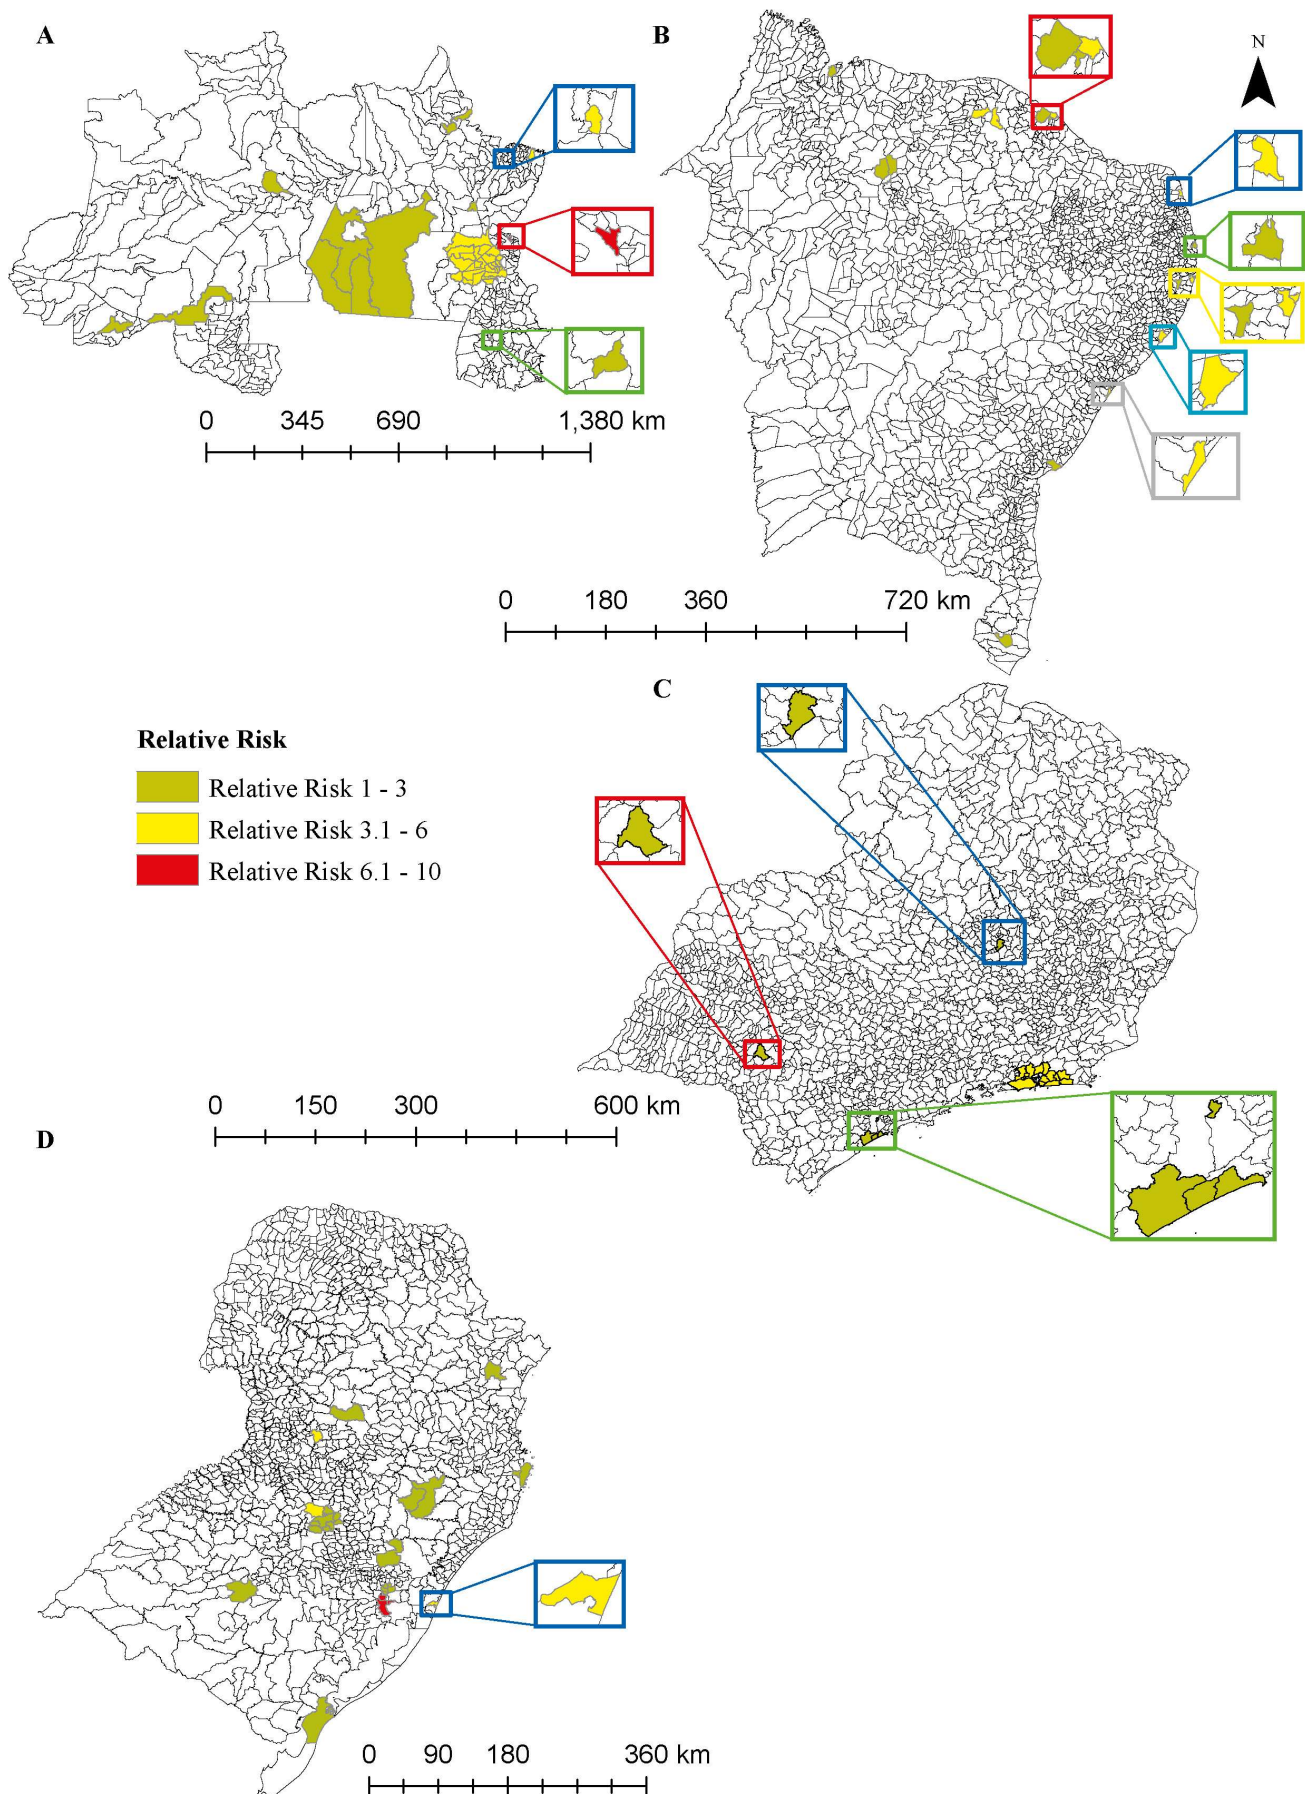 A
B
N
0 345 690 1,380 km
0 180 360 720 km
C
Relative Risk
Relative Risk 1 - 3
Relative Risk 3.1 - 6
Relative Risk 6.1 - 10
0 150 300 600 km
D
0 90 180 360 km